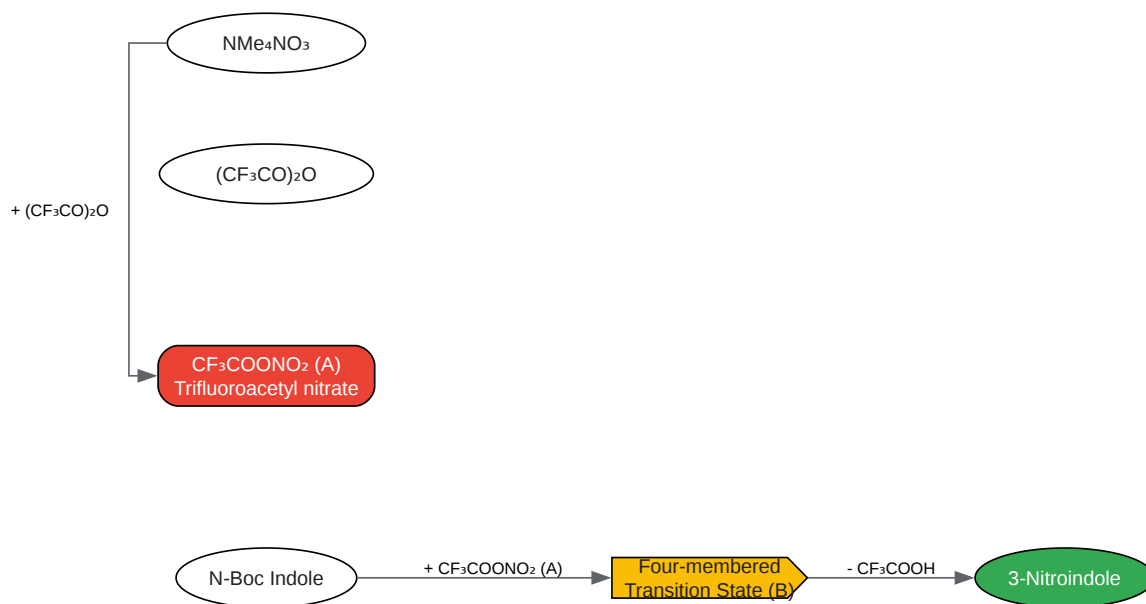 NMe₄NO₃
(CF₃CO)₂O
+ (CF₃CO)₂O
CF₃COONO₂ (A)
Trifluoroacetyl nitrate
N-Boc Indole
+ CF₃COONO₂ (A)
Four-membered
Transition State (B)
- CF₃COOH
3-Nitroindole